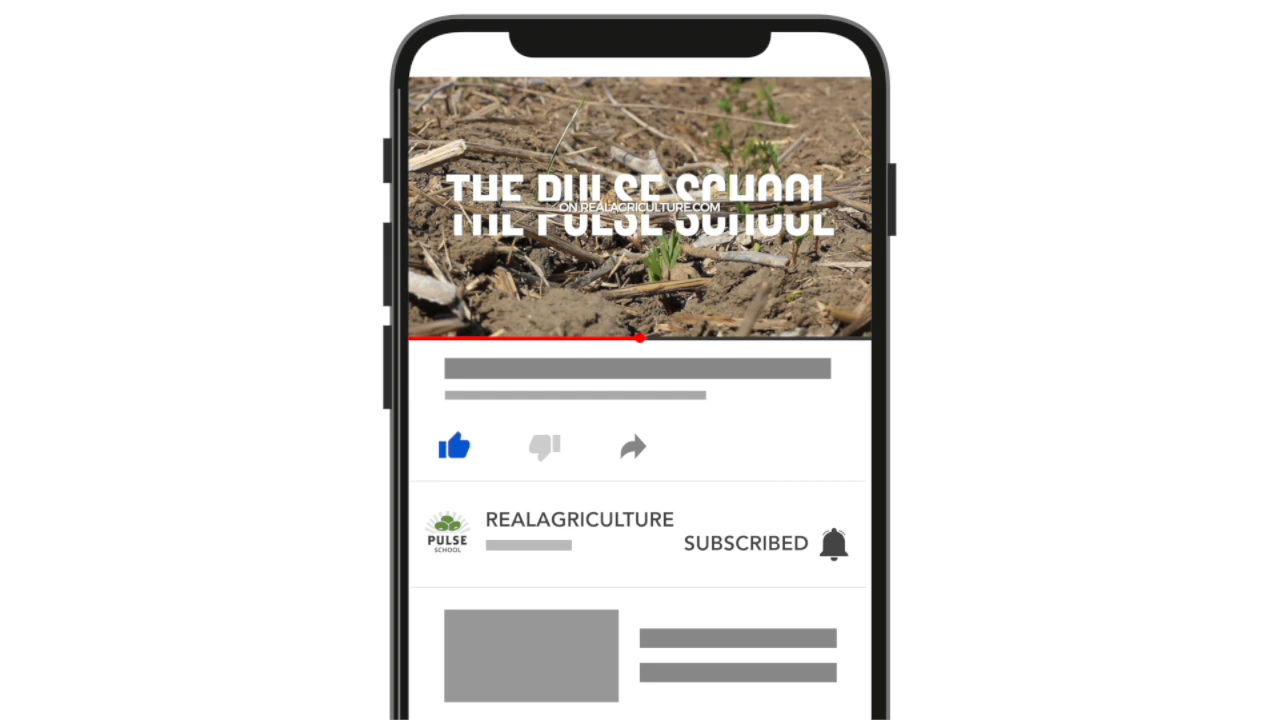 THE PULSE SCHOOL
ON REALAGRICULTURE.COM
PULSE
SCHOOL
REALAGRICULTURE
SUBSCRIBED